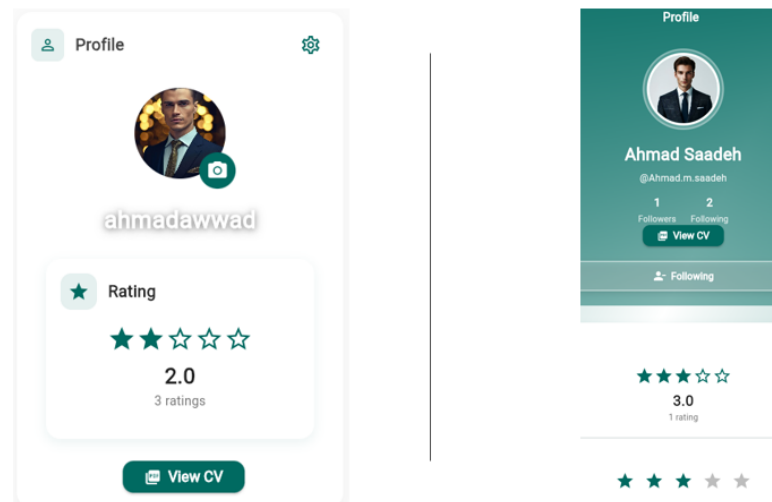 Profile
ahmadawwad
Rating
2.0
3 ratings
View CV
Profile
Ahmad Saadeh
@Ahmad.m.saadeh
1 2
Followers Following
View CV
Following
3.0
1 rating